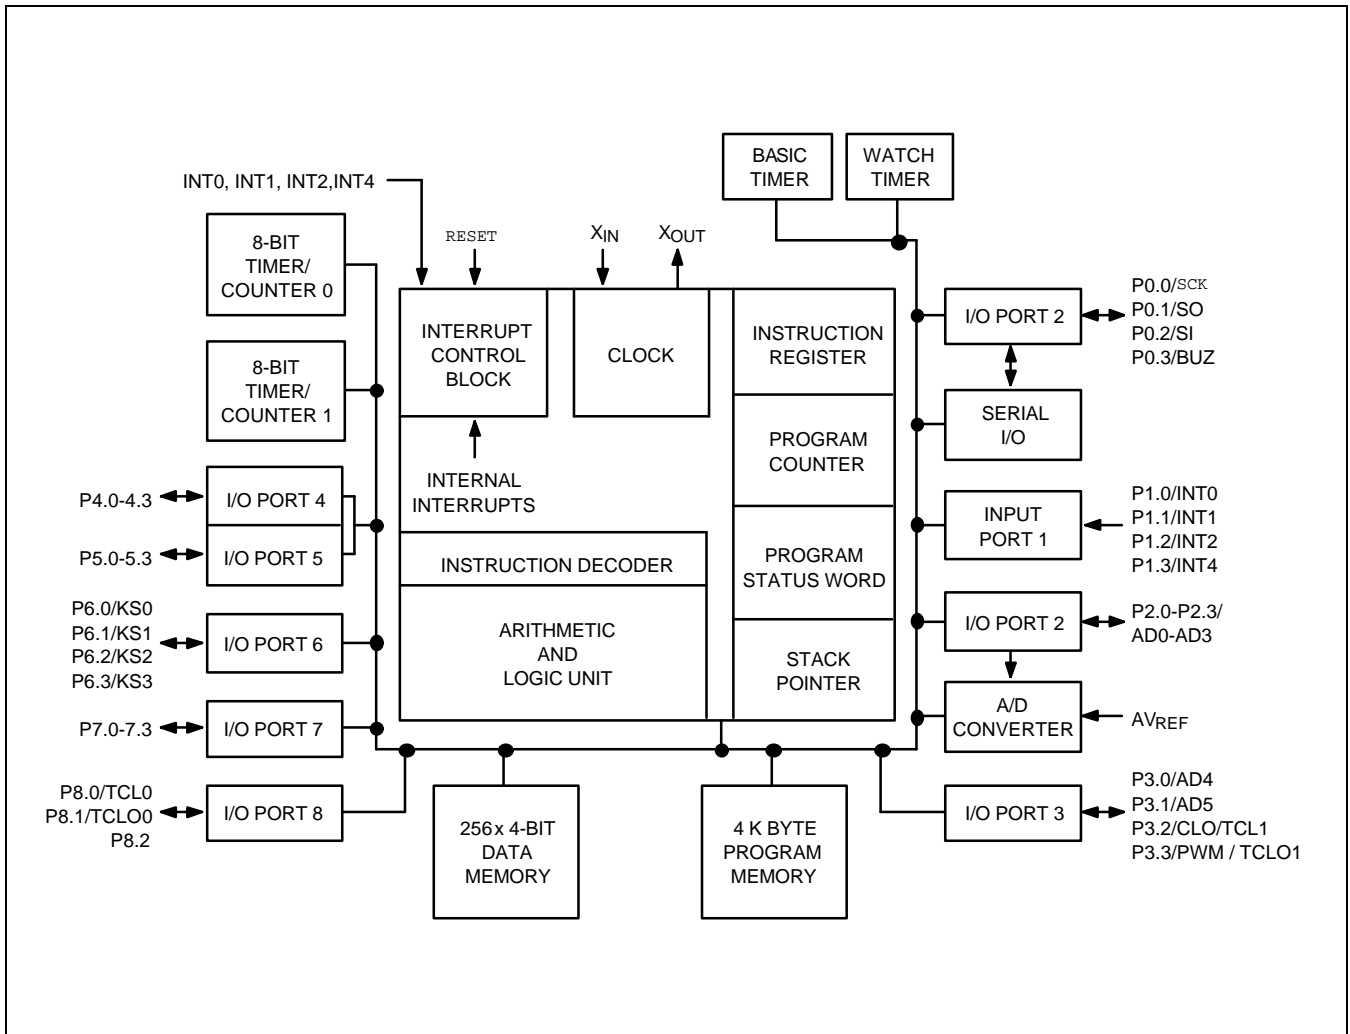 BASIC
TIMER
WATCH
TIMER
INT0, INT1, INT2,INT4
8-BIT
TIMER/
COUNTER 0
RESET
XIN
XOUT
INTERRUPT
CONTROL
BLOCK
CLOCK
INSTRUCTION
REGISTER
I/O PORT 2
P0.0/SCK
P0.1/SO
P0.2/SI
P0.3/BUZ
8-BIT
TIMER/
COUNTER 1
SERIAL
I/O
PROGRAM
COUNTER
INTERNAL
INTERRUPTS
P4.0-4.3
I/O PORT 4
P5.0-5.3
I/O PORT 5
INPUT
PORT 1
P1.0/INT0
P1.1/INT1
P1.2/INT2
P1.3/INT4
INSTRUCTION DECODER
PROGRAM
STATUS WORD
P6.0/KS0
P6.1/KS1
P6.2/KS2
P6.3/KS3
I/O PORT 6
ARITHMETIC
AND
LOGIC UNIT
STACK
POINTER
I/O PORT 2
P2.0-P2.3/
AD0-AD3
P7.0-7.3
I/O PORT 7
A/D
CONVERTER
AVREF
P8.0/TCL0
P8.1/TCLO0
P8.2
I/O PORT 8
256x 4-BIT
DATA
MEMORY
4 K BYTE
PROGRAM
MEMORY
I/O PORT 3
P3.0/AD4
P3.1/AD5
P3.2/CLO/TCL1
P3.3/PWM / TCLO1